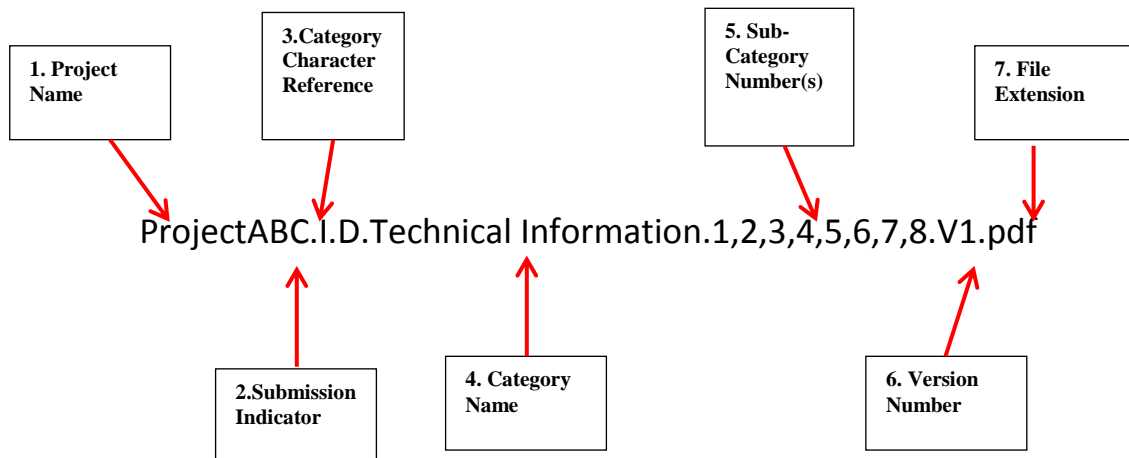 1. Project
Name
3.Category
Character
Reference
5. Sub-
Category
Number(s)
7. File
Extension
ProjectABC.I.D.Technical Information.1,2,3,4,5,6,7,8.V1.pdf
2.Submission
Indicator
4. Category
Name
6. Version
Number